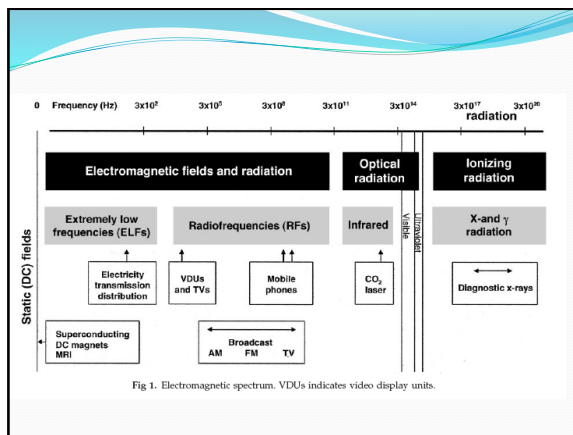 0 Frequency (Hz) 3x10² 3x10⁵ 3x10⁸ 3x10¹¹ 3x10¹⁴ 3x10¹⁷ 3x10²⁰
radiation
Electromagnetic fields and radiation
Optical
radiation
Ionizing
radiation
Static (DC) fields
Extremely low
frequencies (ELFs)
Radiofrequencies (RFs)
Infrared
Visible
Ultraviolet
X-and γ
radiation
Electricity
transmission
distribution
VDUs
and TVs
Mobile
phones
CO₂
laser
Diagnostic x-rays
Superconducting
DC magnets
MRI
Broadcast
AM FM TV
Fig 1. Electromagnetic spectrum. VDUs indicates video display units.